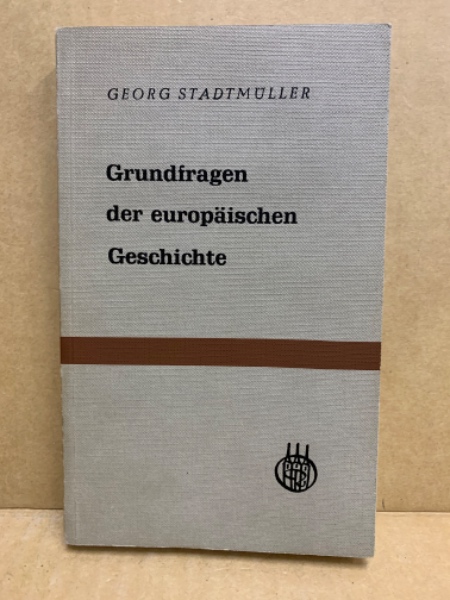 GEORG STADTMÜLLER
Grundfragen
der europäischen
Geschichte